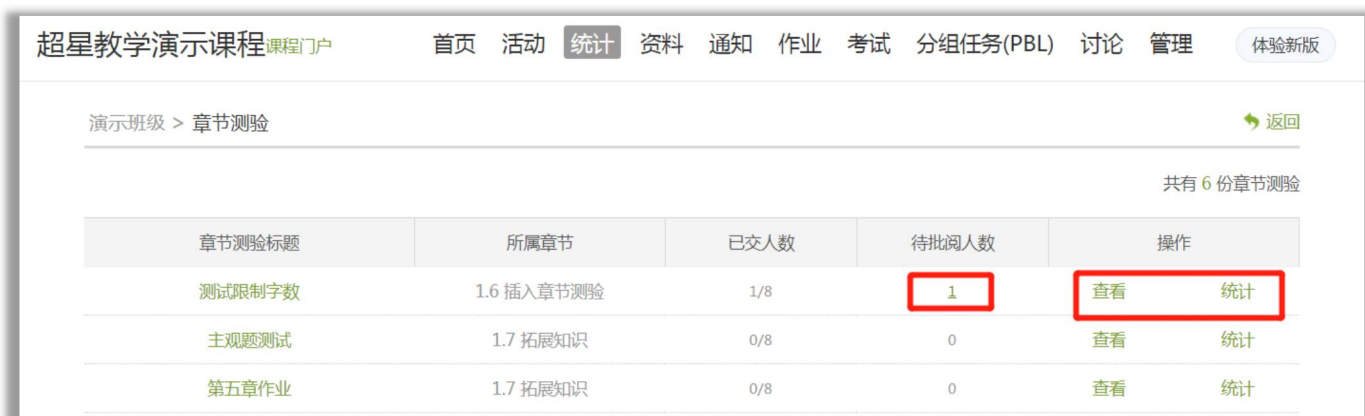 超星教学演示课程课程门户 首页 活动 统计 资料 通知 作业 考试 分组任务(PBL) 讨论 管理 体验新版
演示班级 > 章节测验 返回
共有 6 份章节测验
章节测验标题 所属章节 已交人数 待批阅人数 操作
测试限制字数 1.6 插入章节测验 1/8 1 查看 统计
主观题测试 1.7 拓展知识 0/8 0 查看 统计
第五章作业 1.7 拓展知识 0/8 0 查看 统计